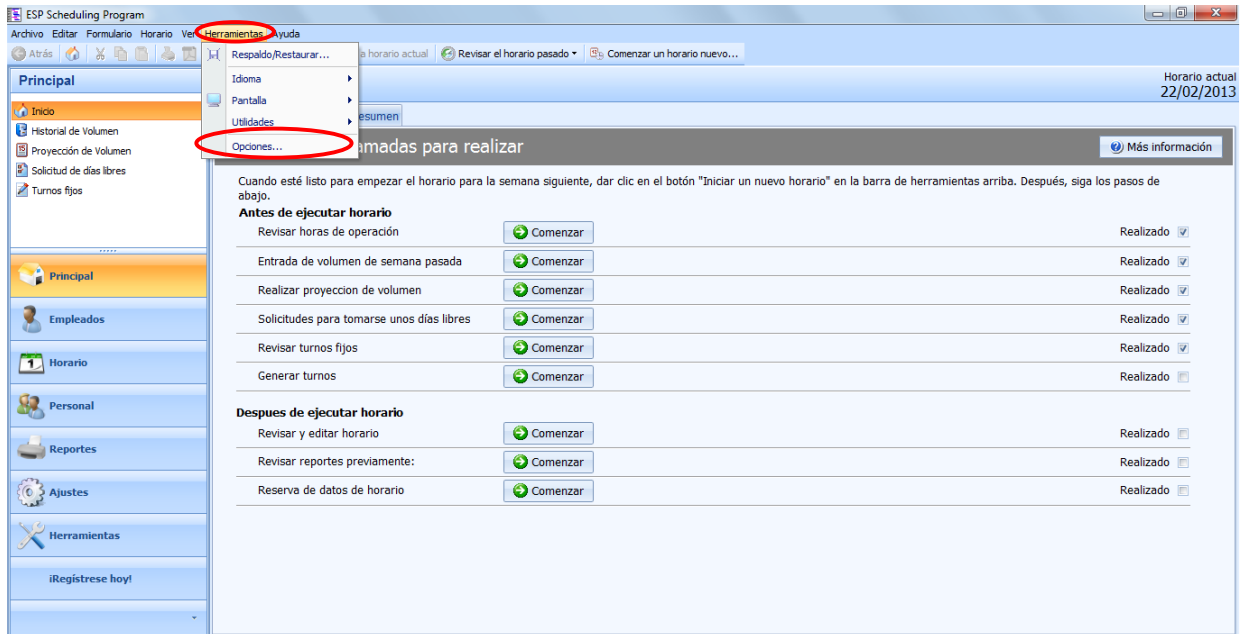 ESP Scheduling Program
Archivo Editar Formulario Horario Ver Herramientas Ayuda
Atrás
a horario actual Revisar el horario pasado Comenzar un horario nuevo...
Respaldo/Restaurar...
Idioma
Pantalla
Utilidades
Opciones...
Principal
Horario actual
22/02/2013
Inicio
Historial de Volumen
Proyección de Volumen
Solicitud de días libres
Turnos fijos
esumen
amadas para realizar
Más información
Cuando esté listo para empezar el horario para la semana siguiente, dar clic en el botón "Iniciar un nuevo horario" en la barra de herramientas arriba. Después, siga los pasos de
abajo.
Antes de ejecutar horario
Revisar horas de operación Comenzar Realizado
Entrada de volumen de semana pasada Comenzar Realizado
Realizar proyeccion de volumen Comenzar Realizado
Solicitudes para tomarse unos días libres Comenzar Realizado
Revisar turnos fijos Comenzar Realizado
Generar turnos Comenzar Realizado
Despues de ejecutar horario
Revisar y editar horario Comenzar Realizado
Revisar reportes previamente: Comenzar Realizado
Reserva de datos de horario Comenzar Realizado
Principal
Empleados
Horario
Personal
Reportes
Ajustes
Herramientas
¡Regístrese hoy!